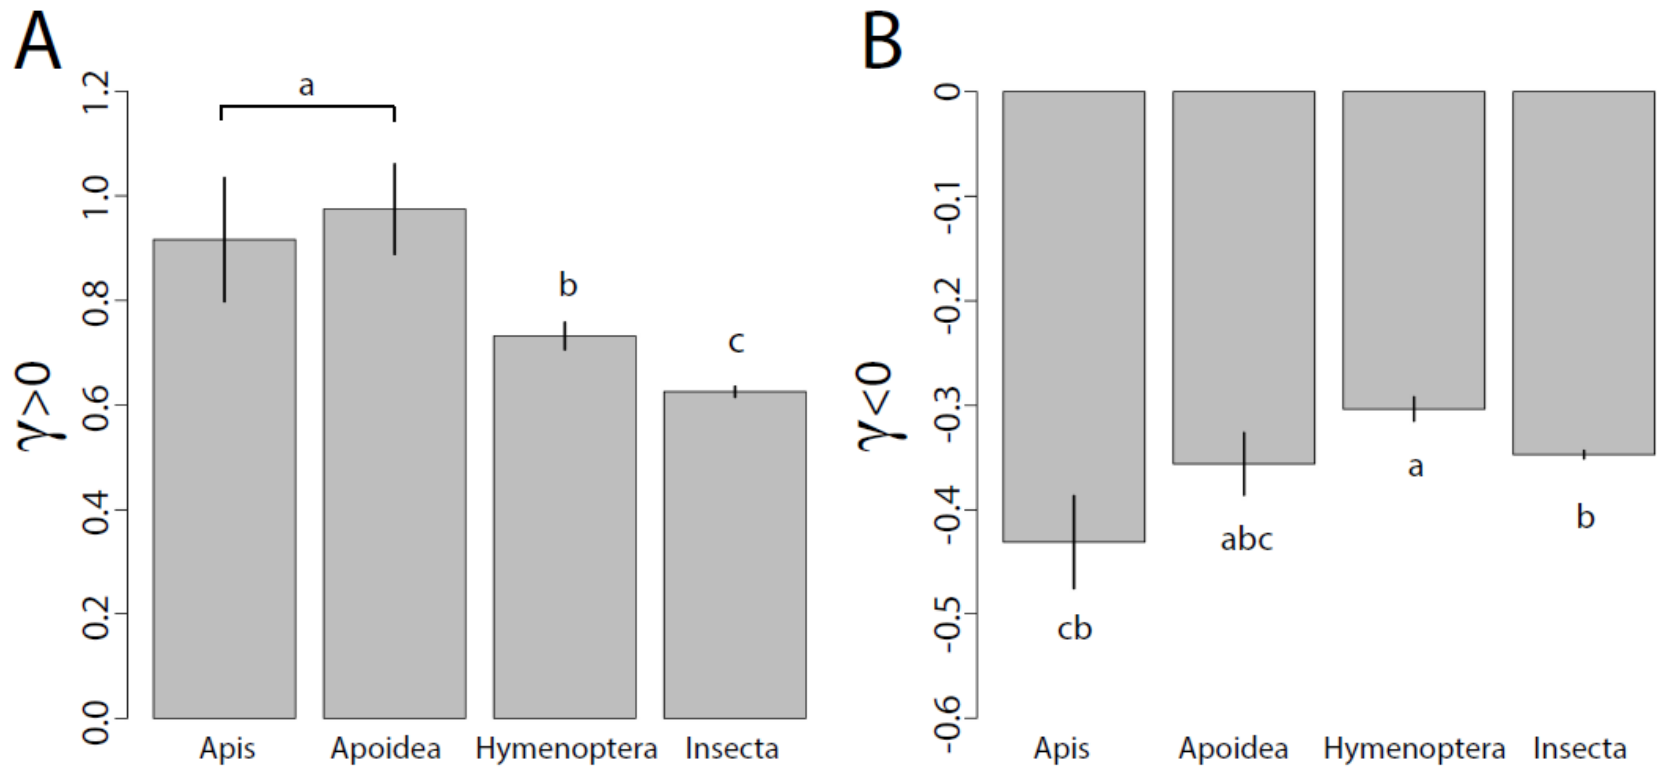 A
γ>0
1.2
1.0
0.8
0.6
0.4
0.2
0.0
a
b
c
Apis Apoidea Hymenoptera Insecta
B
γ<0
0
-0.1
-0.2
-0.3
-0.4
-0.5
-0.6
cb
abc
a
b
Apis Apoidea Hymenoptera Insecta